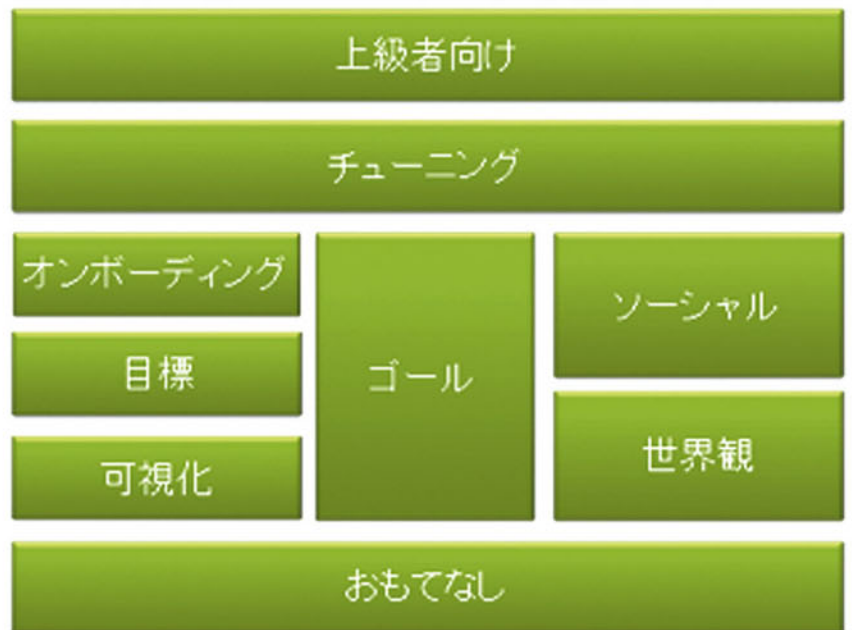 上級者向け
チューニング
オンボーディング
目標
可視化
ゴール
ソーシャル
世界観
おもてなし